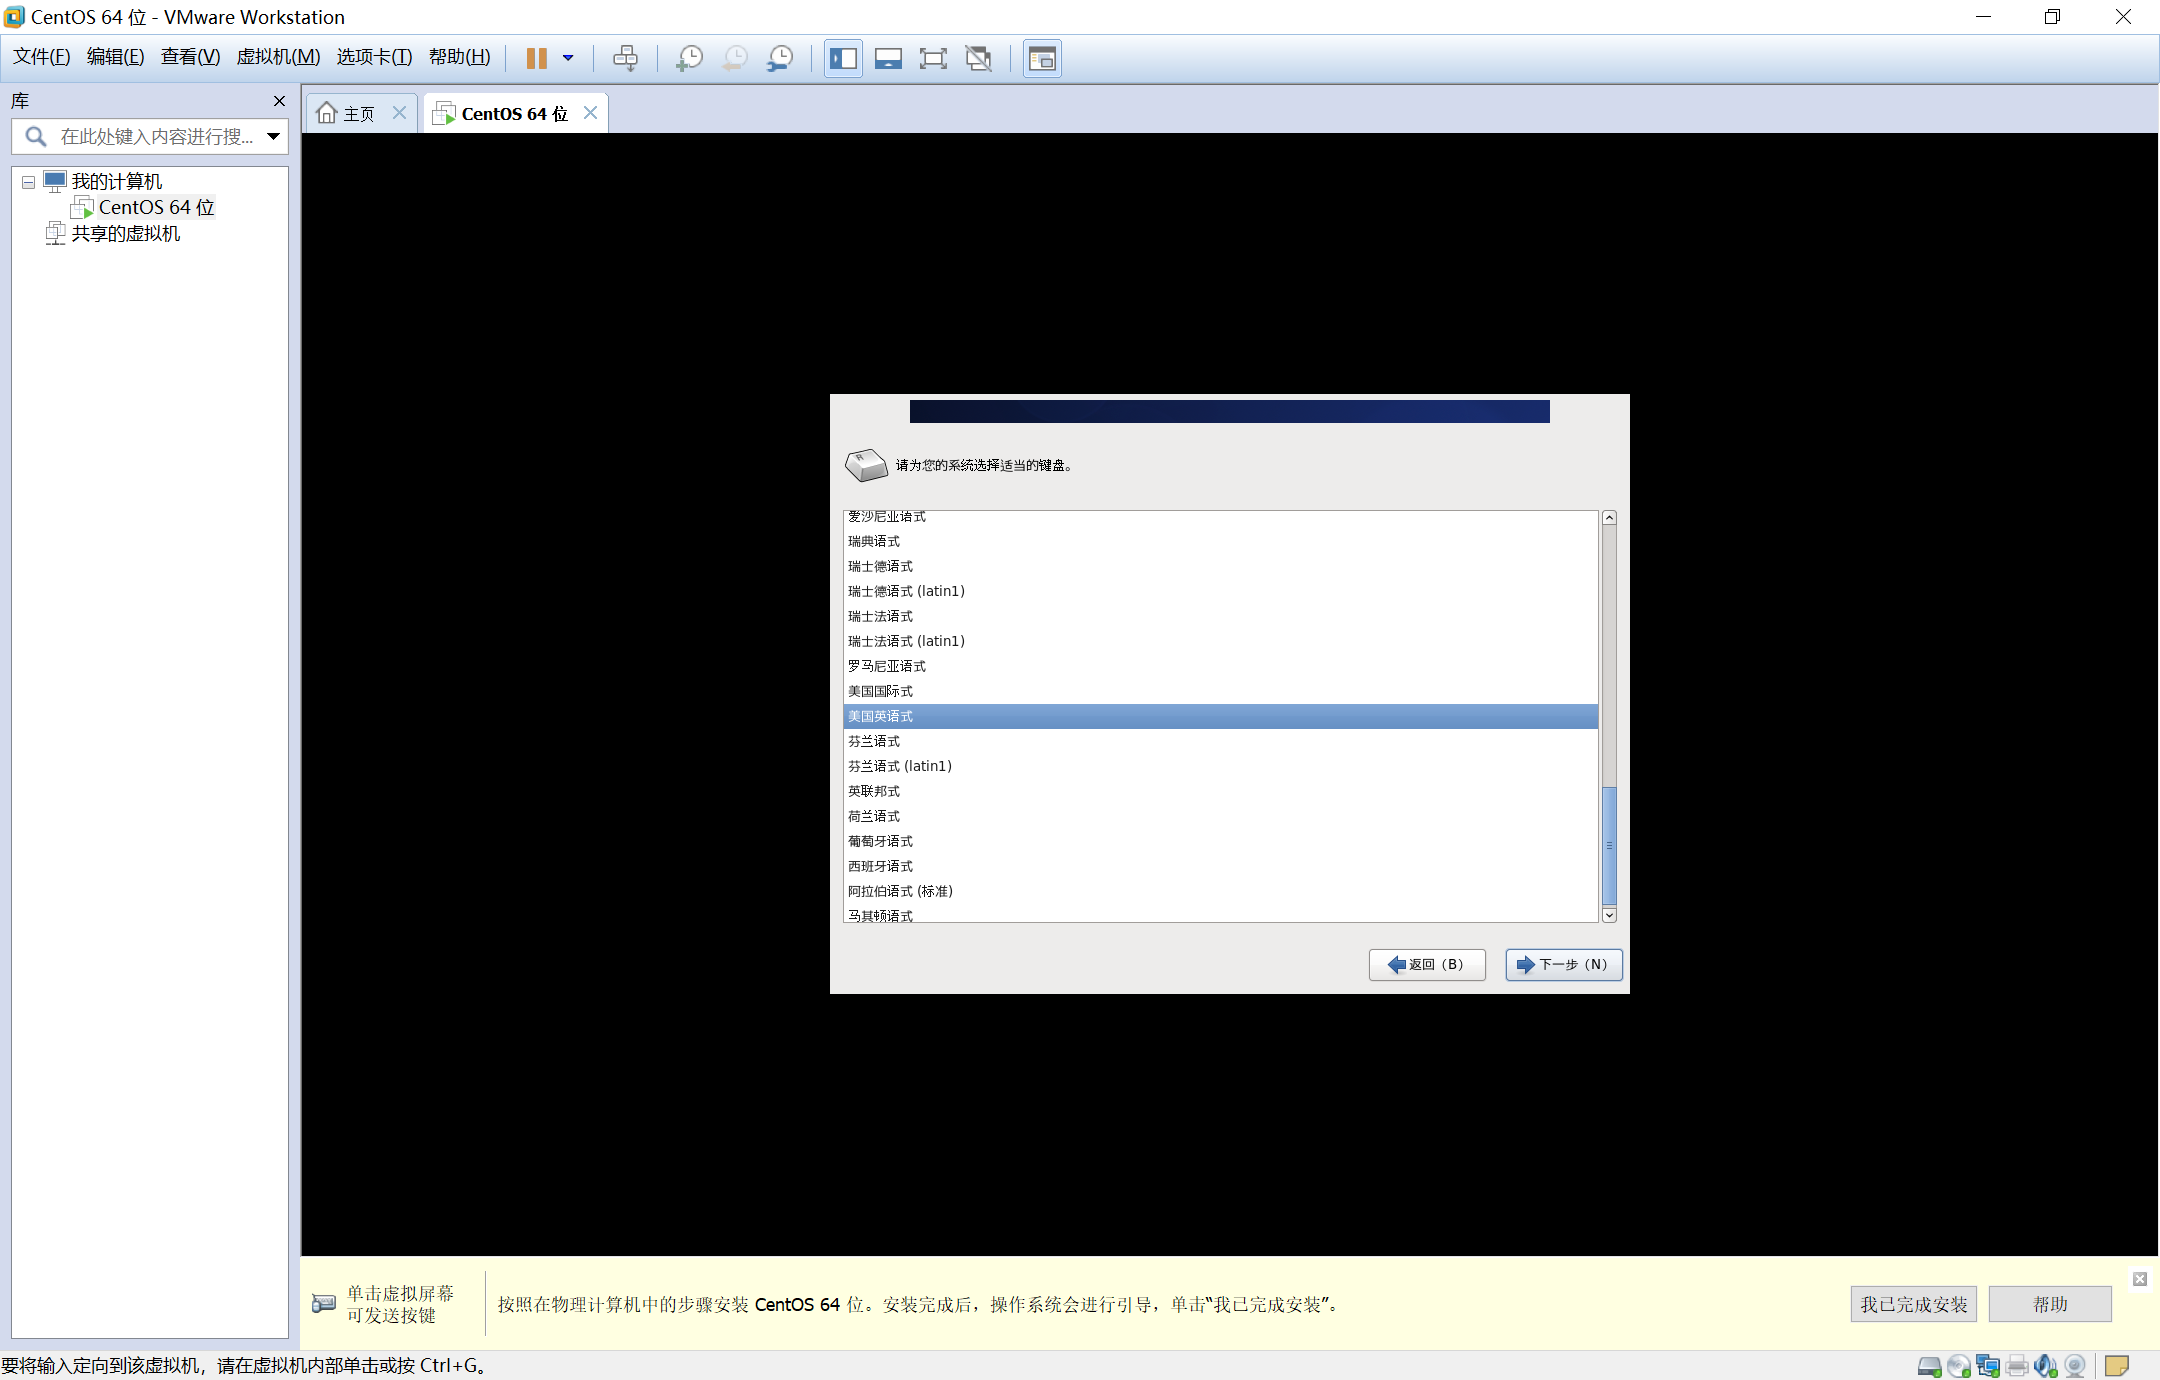 CentOS 64 位 - VMware Workstation
文件(F) 编辑(E) 查看(V) 虚拟机(M) 选项卡(T) 帮助(H)
库
在此处键入内容进行搜...
我的计算机
CentOS 64 位
共享的虚拟机
主页
CentOS 64 位
请为您的系统选择适当的键盘。
爱沙尼亚语式
瑞典语式
瑞士德语式
瑞士德语式 (latin1)
瑞士法语式
瑞士法语式 (latin1)
罗马尼亚语式
美国国际式
美国英语式
芬兰语式
芬兰语式 (latin1)
英联邦式
荷兰语式
葡萄牙语式
西班牙语式
阿拉伯语式 (标准)
马其顿语式
返回 (B)
下一步 (N)
单击虚拟屏幕
可发送按键
按照在物理计算机中的步骤安装 CentOS 64 位。安装完成后，操作系统会进行引导，单击“我已完成安装”。
我已完成安装
帮助
要将输入定向到该虚拟机，请在虚拟机内部单击或按 Ctrl+G。